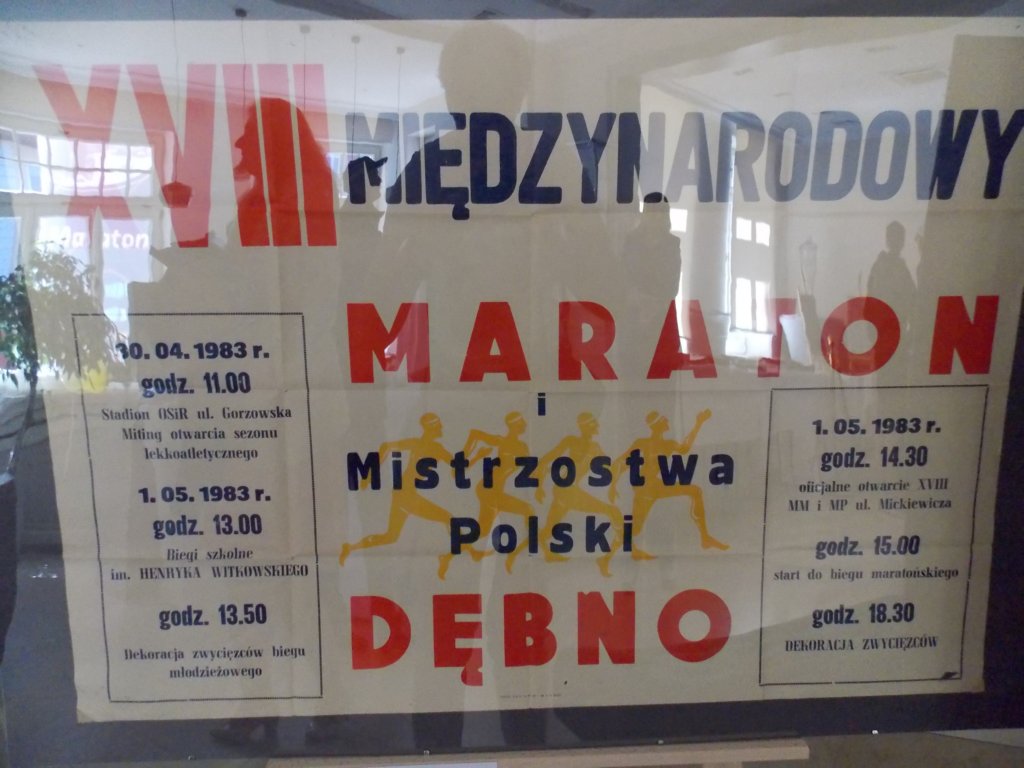 XVIII MIĘDZYNARODOWY
MARATON
i
Mistrzostwa
Polski
DĘBNO
30. 04. 1983 r.
godz. 11.00
Stadion OSiR ul. Gorzowska
Miting otwarcia sezonu
lekkoatletycznego
1. 05. 1983 r.
godz. 13.00
Biegi szkolne
im. HENRYKA WITKOWSKIEGO
godz. 13.50
Dekoracja zwycięzców biegu
młodzieżowego
1. 05. 1983 r.
godz. 14.30
oficjalne otwarcie XVIII
MM i MP ul. Mickiewicza
godz. 15.00
start do biegu maratońskiego
godz. 18.30
DEKORACJA ZWYCIĘZCÓW
Maraton